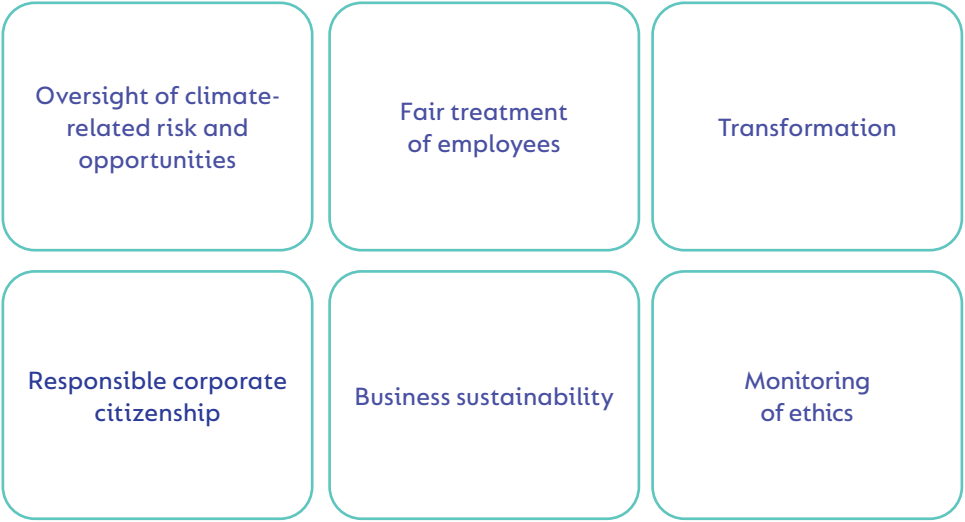 Oversight of climate-
related risk and
opportunities
Fair treatment
of employees
Transformation
Responsible corporate
citizenship
Business sustainability
Monitoring
of ethics